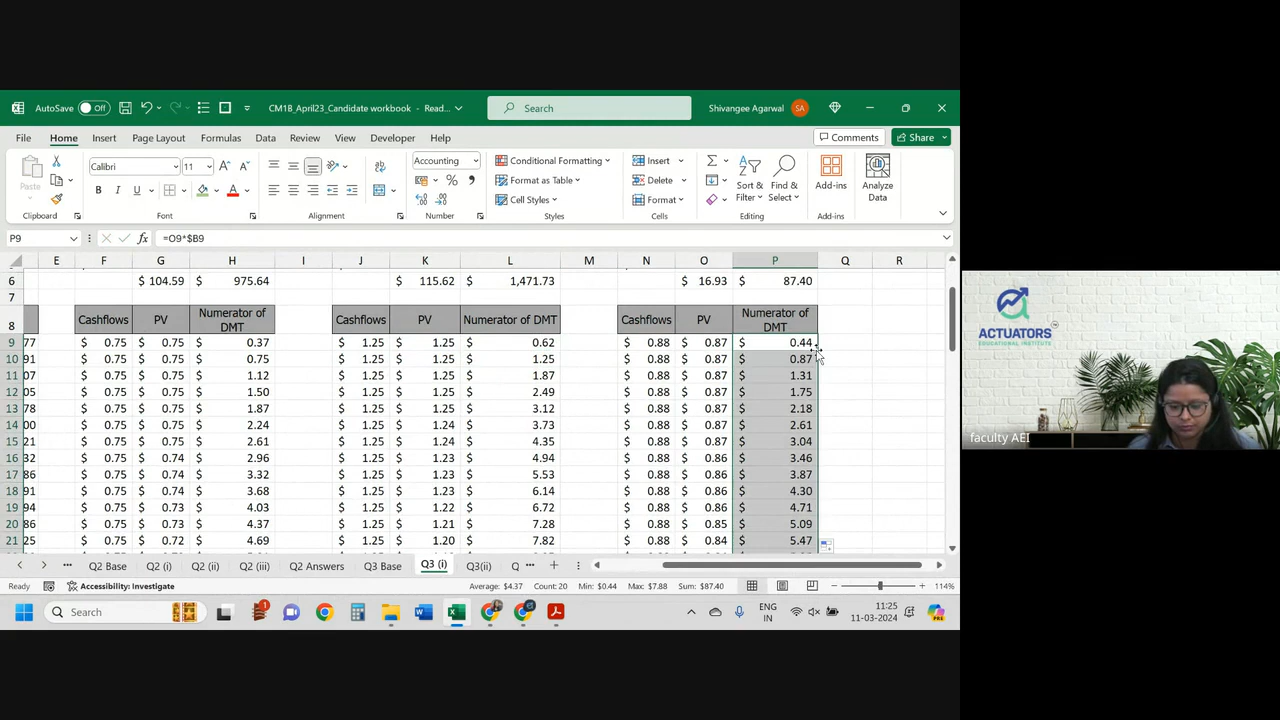 AutoSave Off CM1B_April23_Candidate workbook - Read... Search Shivangee Agarwal SA
File Home Insert Page Layout Formulas Data Review View Developer Help Comments Share
Paste Calibri 11 A A ab Accounting Conditional Formatting Insert Sort & Filter Find & Select Add-ins Analyze Data
B I U A % Format as Table Delete
Cell Styles Format
Clipboard Font Alignment Number Styles Cells Editing Add-ins
P9 fx =O9*$B9
E F G H I J K L M N O P Q R
6 $ 104.59 $ 975.64 $ 115.62 $ 1,471.73 $ 16.93 $ 87.40
7
8 Cashflows PV Numerator of DMT Cashflows PV Numerator of DMT Cashflows PV Numerator of DMT
9 77 $ 0.75 $ 0.75 $ 0.37 $ 1.25 $ 1.25 $ 0.62 $ 0.88 $ 0.87 $ 0.44
10 91 $ 0.75 $ 0.75 $ 0.75 $ 1.25 $ 1.25 $ 1.25 $ 0.88 $ 0.87 $ 0.87
11 07 $ 0.75 $ 0.75 $ 1.12 $ 1.25 $ 1.25 $ 1.87 $ 0.88 $ 0.87 $ 1.31
12 05 $ 0.75 $ 0.75 $ 1.50 $ 1.25 $ 1.25 $ 2.49 $ 0.88 $ 0.87 $ 1.75
13 78 $ 0.75 $ 0.75 $ 1.87 $ 1.25 $ 1.25 $ 3.12 $ 0.88 $ 0.87 $ 2.18
14 00 $ 0.75 $ 0.75 $ 2.24 $ 1.25 $ 1.24 $ 3.73 $ 0.88 $ 0.87 $ 2.61
15 21 $ 0.75 $ 0.75 $ 2.61 $ 1.25 $ 1.24 $ 4.35 $ 0.88 $ 0.87 $ 3.04
16 32 $ 0.75 $ 0.74 $ 2.96 $ 1.25 $ 1.23 $ 4.94 $ 0.88 $ 0.86 $ 3.46
17 86 $ 0.75 $ 0.74 $ 3.32 $ 1.25 $ 1.23 $ 5.53 $ 0.88 $ 0.86 $ 3.87
18 91 $ 0.75 $ 0.74 $ 3.68 $ 1.25 $ 1.23 $ 6.14 $ 0.88 $ 0.86 $ 4.30
19 94 $ 0.75 $ 0.73 $ 4.03 $ 1.25 $ 1.22 $ 6.72 $ 0.88 $ 0.86 $ 4.71
20 86 $ 0.75 $ 0.73 $ 4.37 $ 1.25 $ 1.21 $ 7.28 $ 0.88 $ 0.85 $ 5.09
21 25 $ 0.75 $ 0.72 $ 4.69 $ 1.25 $ 1.20 $ 7.82 $ 0.88 $ 0.84 $ 5.47
... Q2 Base Q2 (i) Q2 (ii) Q2 (iii) Q2 Answers Q3 Base Q3 (i) Q3(ii) Q ...
Accessibility: Investigate Average: $4.37 Count: 20 Min: $0.44 Max: $7.88 Sum: $87.40 114%
Search ENG IN 11:25 11-03-2024
ACTUATORS
EDUCATIONAL INSTITUTE
faculty AEI